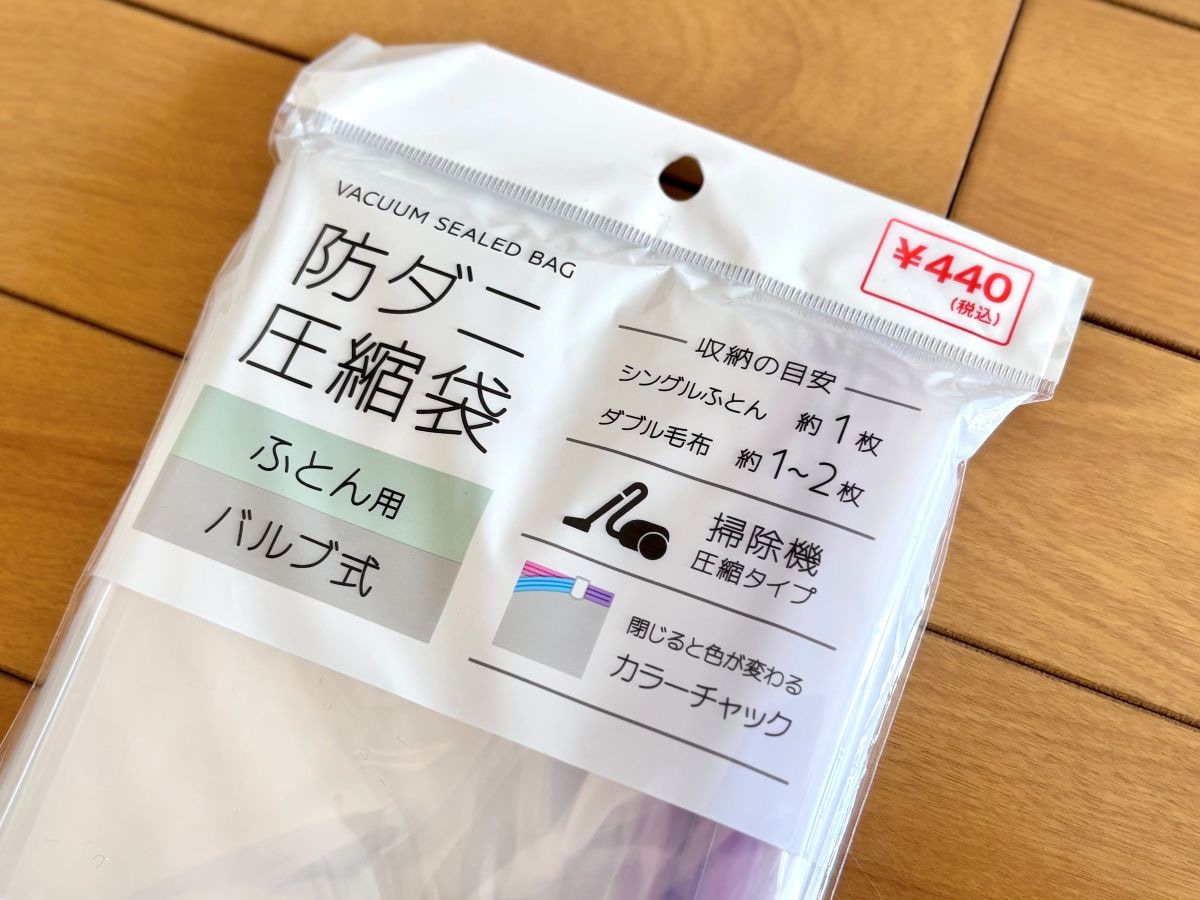 VACUUM SEALED BAG
防ダニ
圧縮袋
ふとん用
バルブ式
¥440
(税込)
収納の目安
シングルふとん 約1枚
ダブル毛布 約1~2枚
掃除機
圧縮タイプ
閉じると色が変わる
カラーチャック